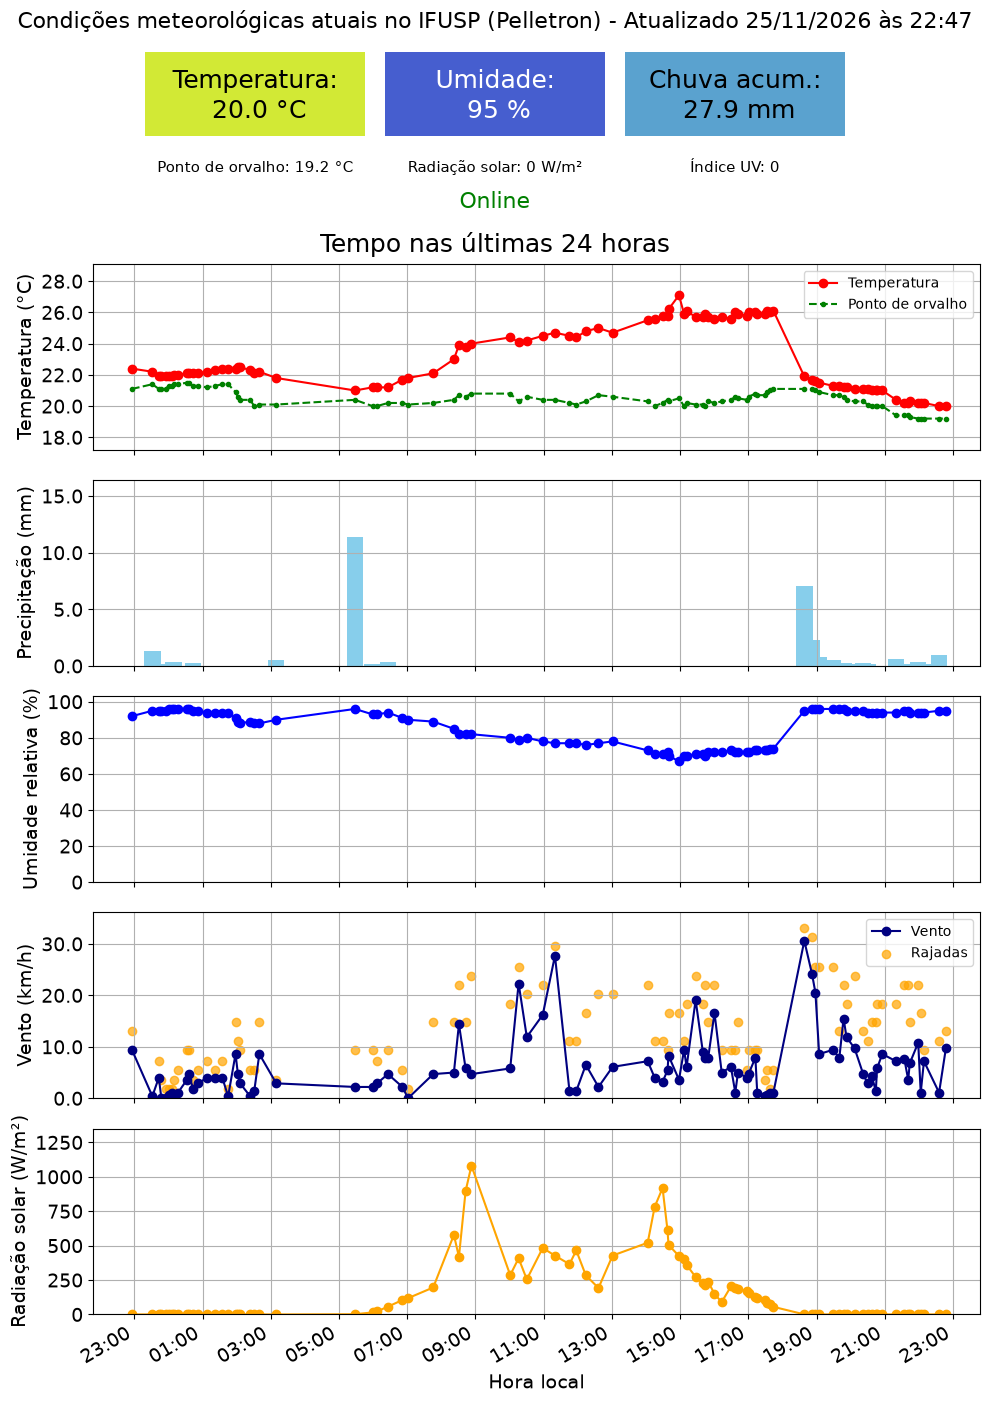 Condições meteorológicas atuais no IFUSP (Pelletron) - Atualizado 25/11/2026 às 22:47
Temperatura:
20.0 °C
Umidade:
95 %
Chuva acum.:
27.9 mm
Ponto de orvalho: 19.2 °C
Radiação solar: 0 W/m²
Índice UV: 0
Online
Tempo nas últimas 24 horas
Temperatura (°C)
28.0
26.0
24.0
22.0
20.0
18.0
Temperatura
Ponto de orvalho
Precipitação (mm)
15.0
10.0
5.0
0.0
Umidade relativa (%)
100
80
60
40
20
0
Vento (km/h)
30.0
20.0
10.0
0.0
Vento
Rajadas
Radiação solar (W/m²)
1250
1000
750
500
250
0
23:00 01:00 03:00 05:00 07:00 09:00 11:00 13:00 15:00 17:00 19:00 21:00 23:00
Hora local